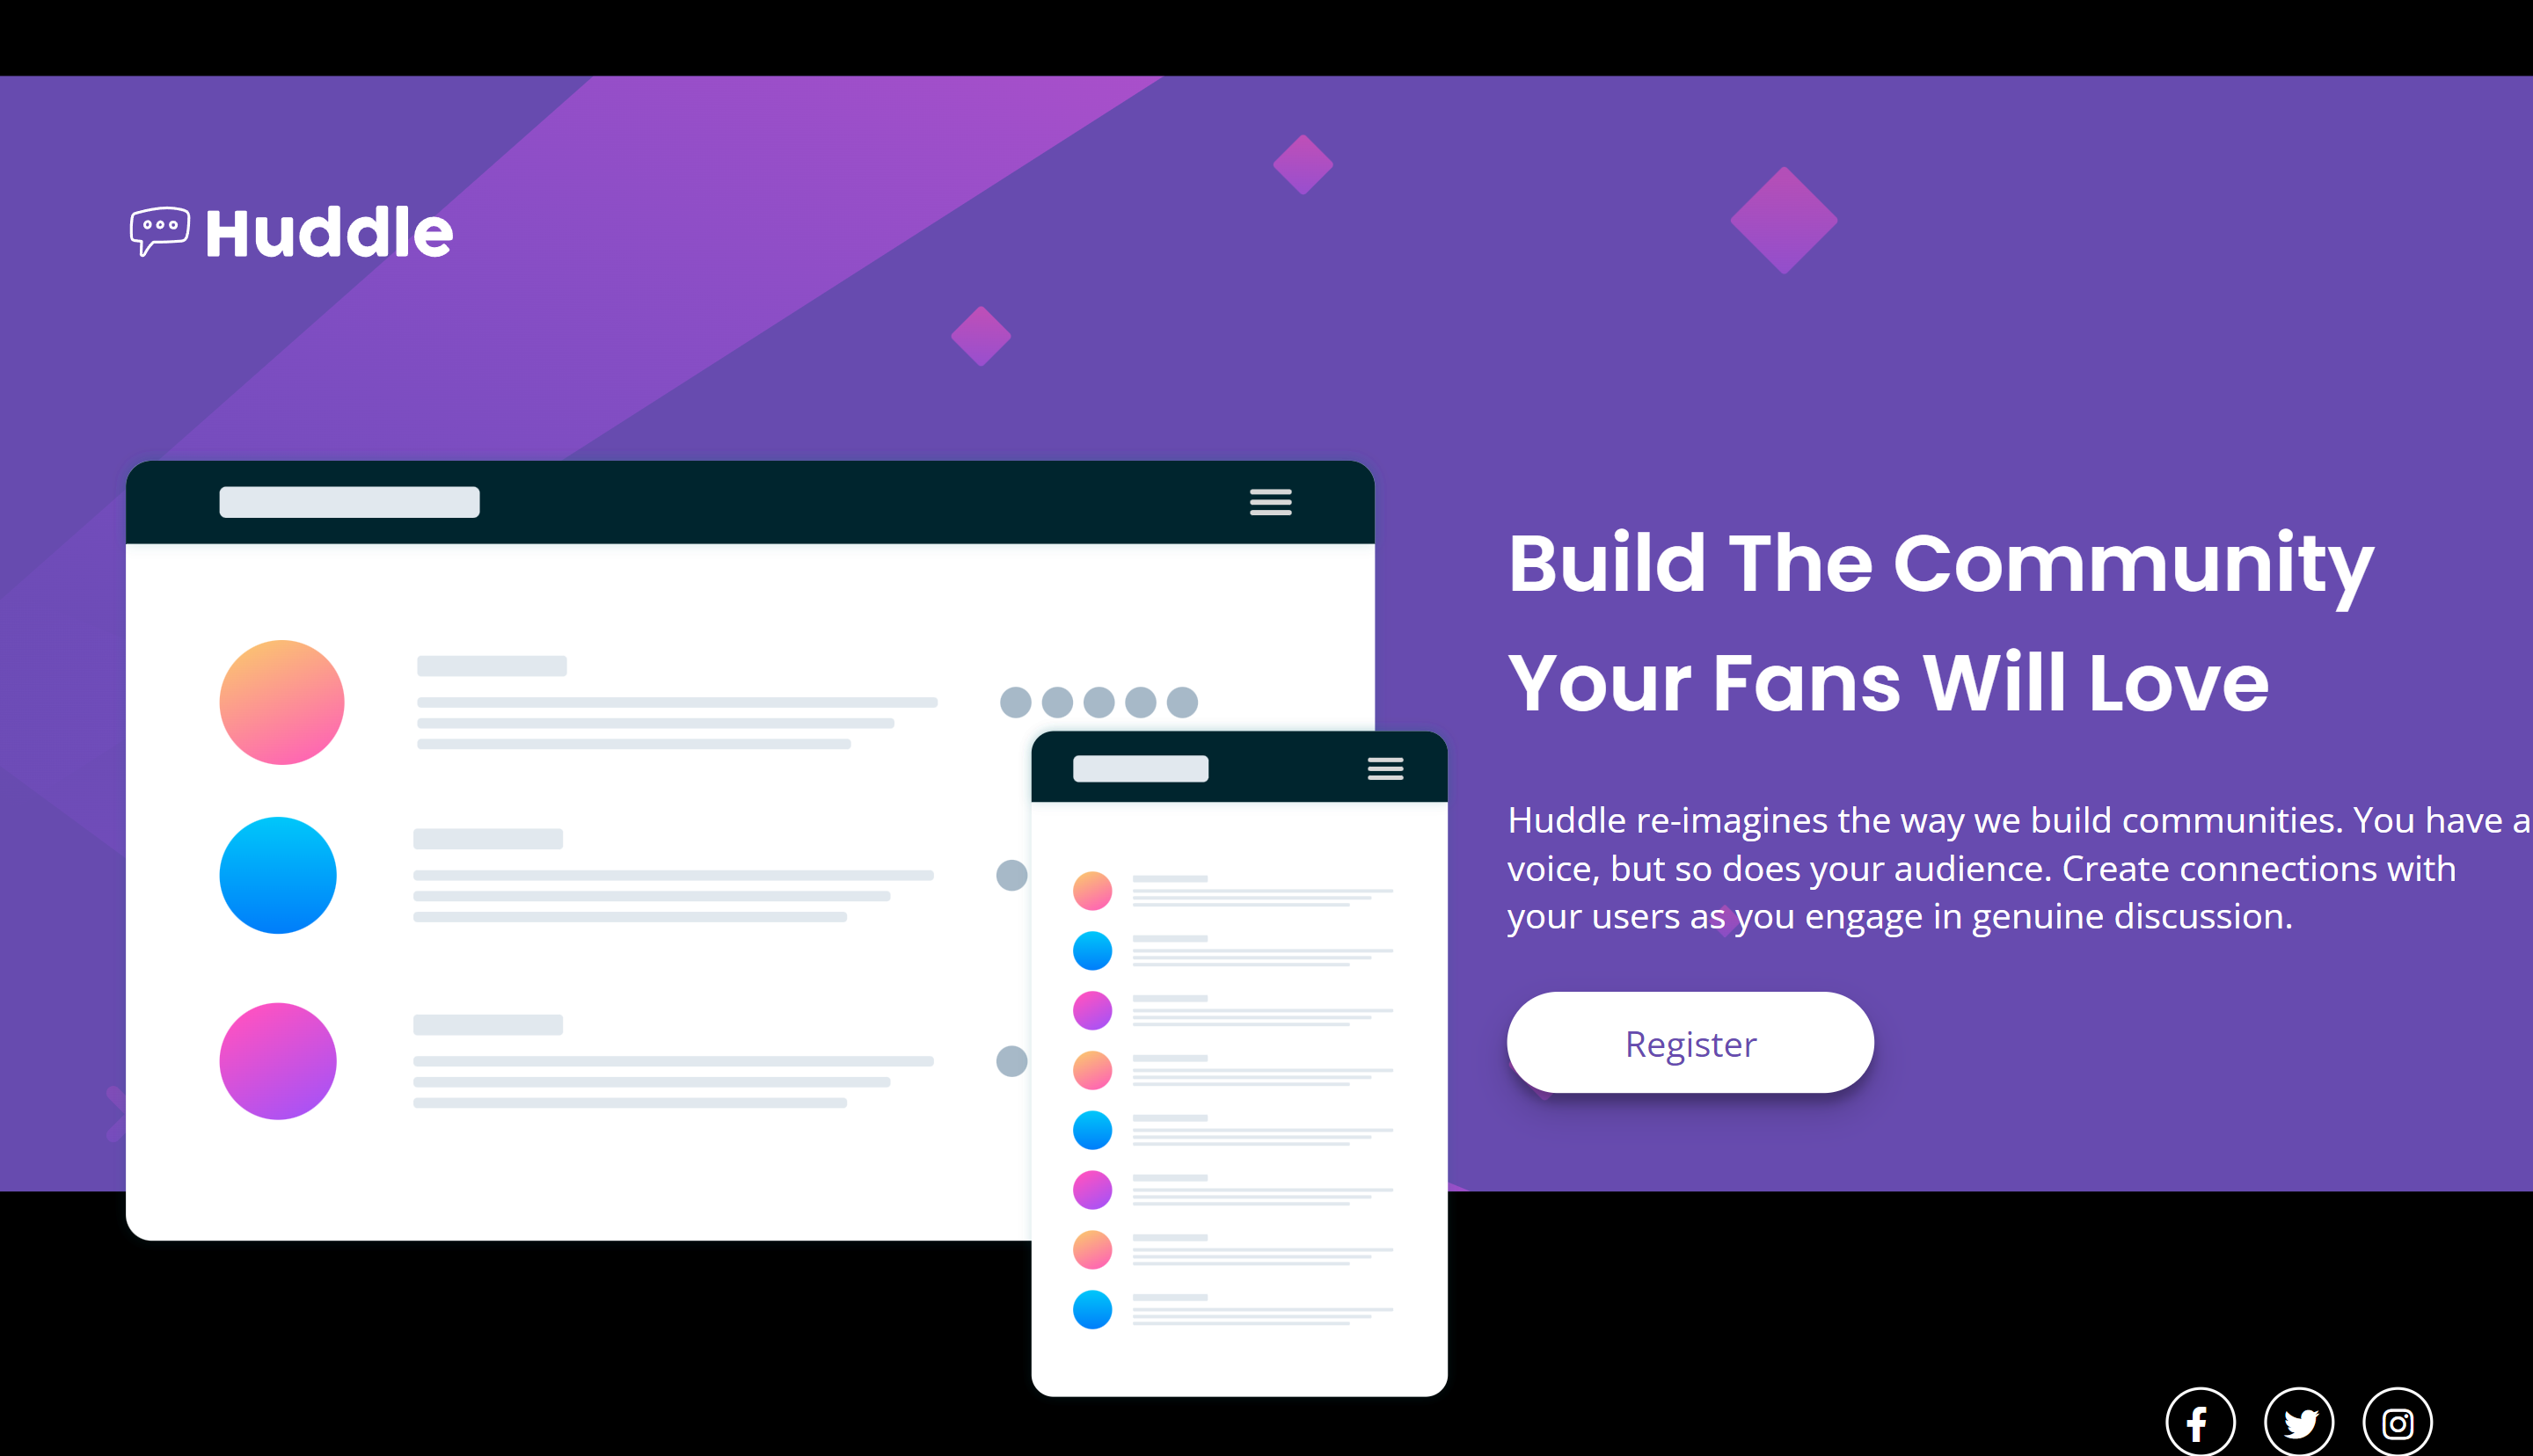 Huddle
Build The Community
Your Fans Will Love
Huddle re-imagines the way we build communities. You have a
voice, but so does your audience. Create connections with
your users as you engage in genuine discussion.
Register